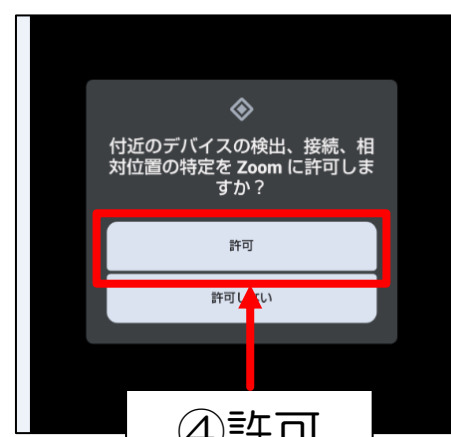 付近のデバイスの検出、接続、相
対位置の特定を Zoom に許可しま
すか？
許可
許可しない
④許可